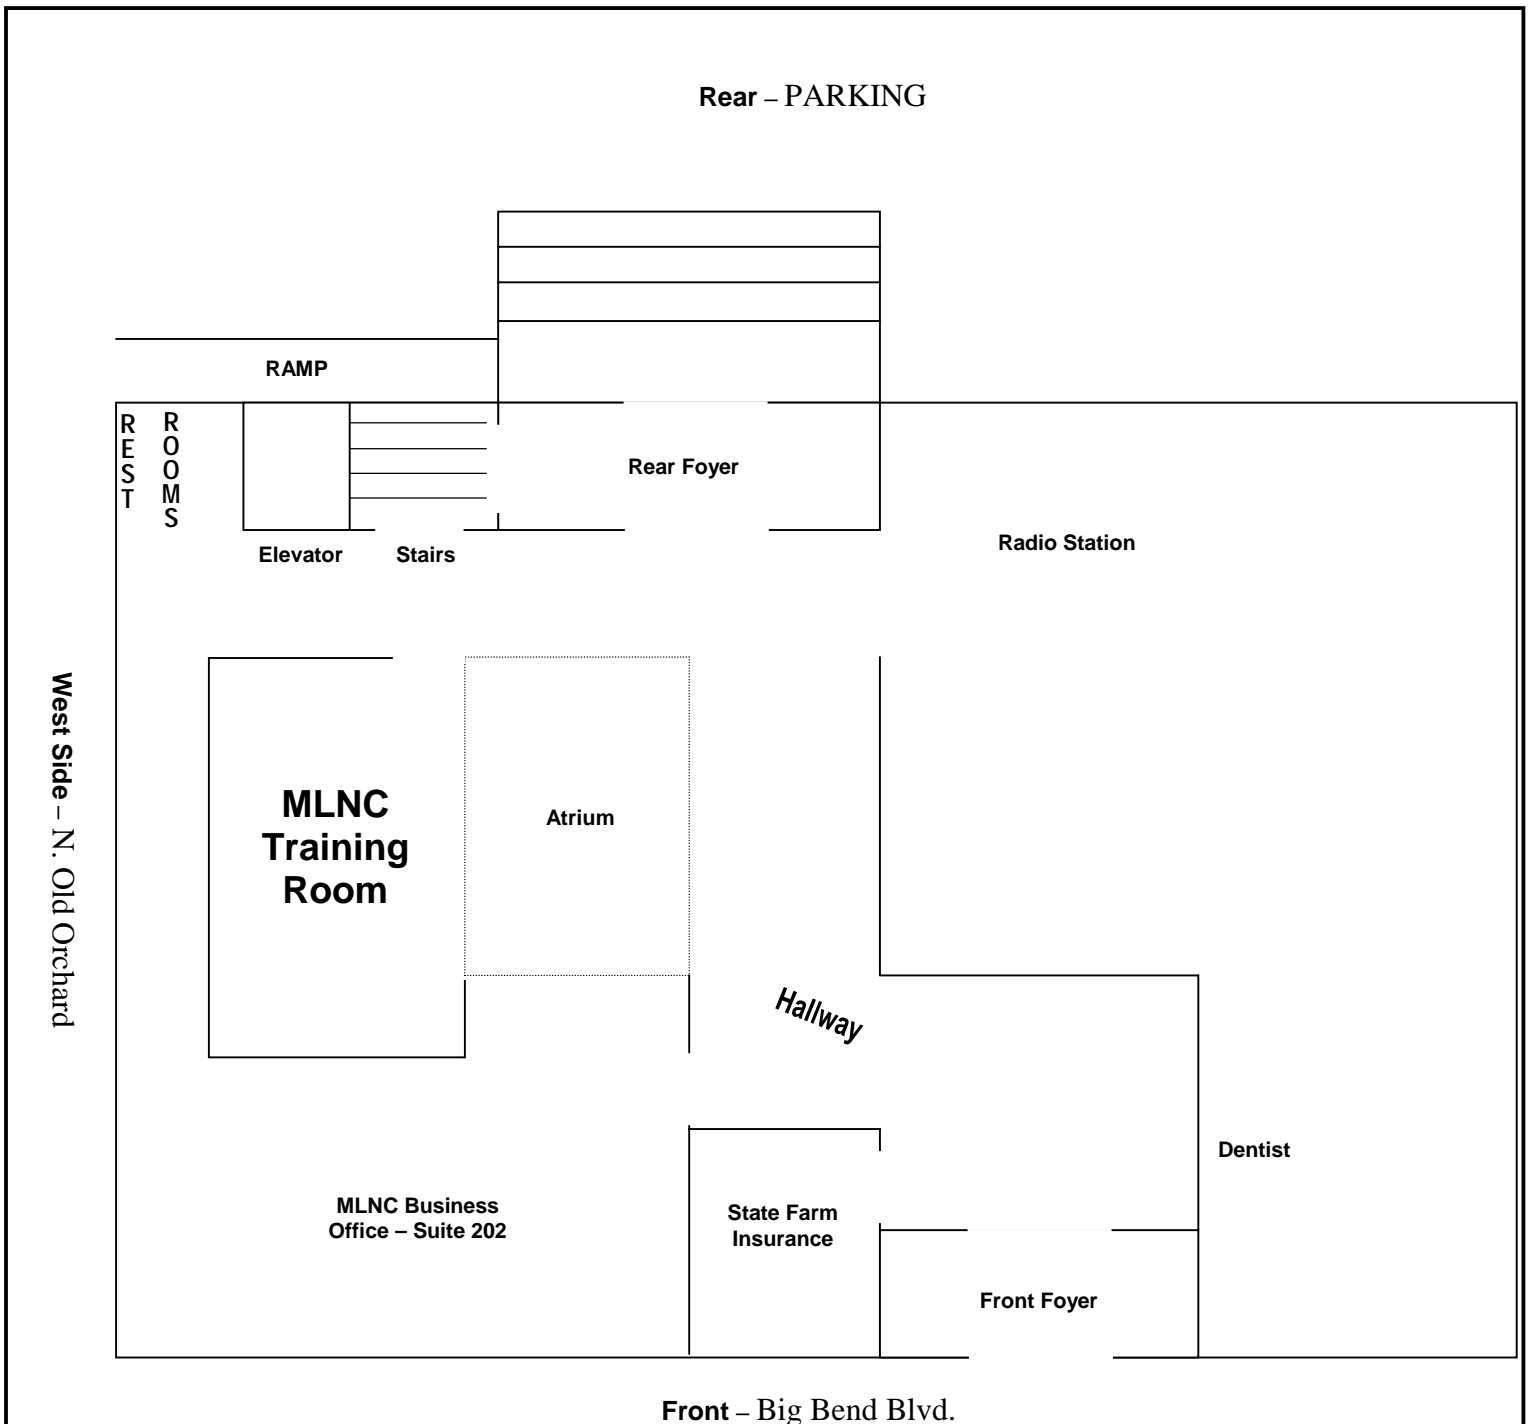 Rear – PARKING
RAMP
REST
ROOMS
Rear Foyer
Radio Station
Elevator
Stairs
West Side – N. Old Orchard
MLNC
Training
Room
Atrium
Hallway
Dentist
MLNC Business
Office – Suite 202
State Farm
Insurance
Front Foyer
Front – Big Bend Blvd.